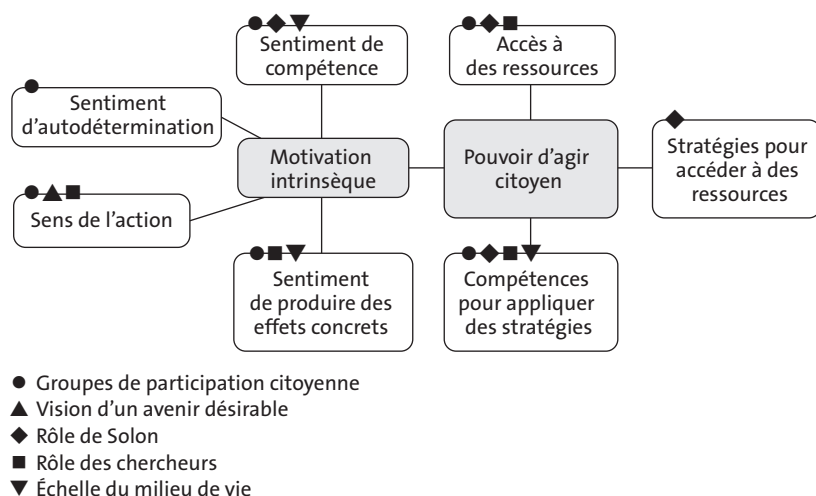 Sentiment de
compétence
Accès à
des ressources
Sentiment
d'autodétermination
Motivation
intrinsèque
Pouvoir d'agir
citoyen
Stratégies pour
accéder à des
ressources
Sens de l'action
Sentiment
de produire des
effets concrets
Compétences
pour appliquer
des stratégies
● Groupes de participation citoyenne
▲ Vision d'un avenir désirable
◆ Rôle de Solon
■ Rôle des chercheurs
▼ Échelle du milieu de vie